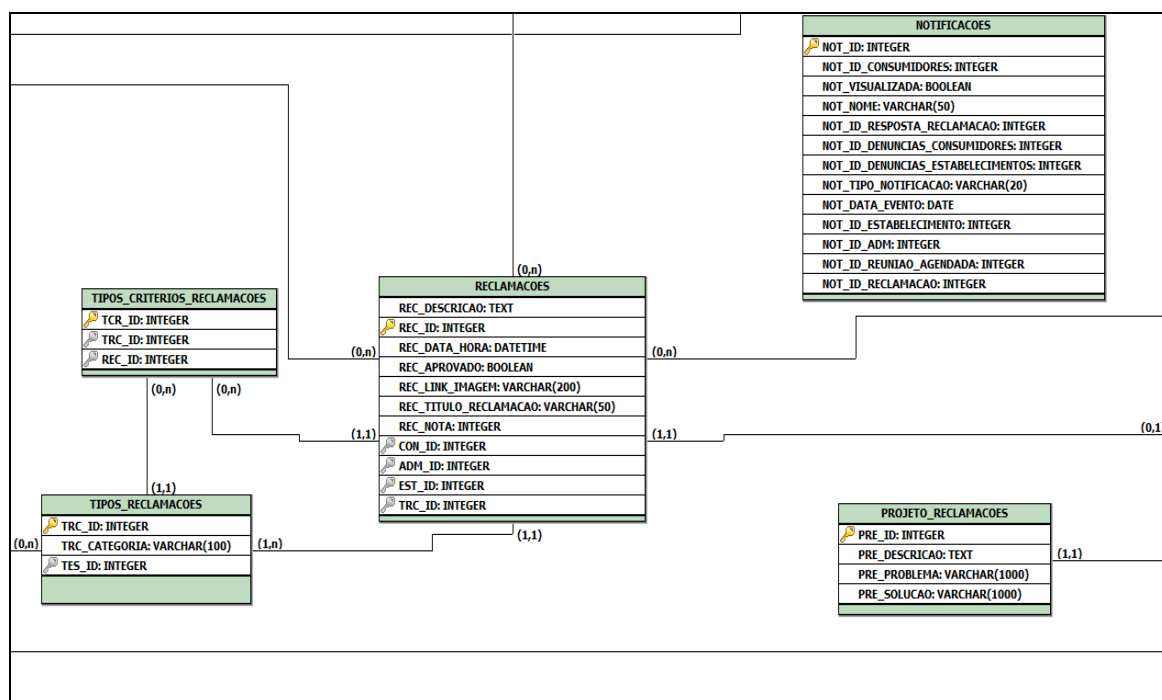 NOTIFICACOES
NOT_ID: INTEGER
NOT_ID_CONSUMIDORES: INTEGER
NOT_VISUALIZADA: BOOLEAN
NOT_NOME: VARCHAR(50)
NOT_ID_RESPOSTA_RECLAMACAO: INTEGER
NOT_ID_DENUNCIAS_CONSUMIDORES: INTEGER
NOT_ID_DENUNCIAS_ESTABELECIMENTOS: INTEGER
NOT_TIPO_NOTIFICACAO: VARCHAR(20)
NOT_DATA_EVENTO: DATE
NOT_ID_ESTABELECIMENTO: INTEGER
NOT_ID_ADM: INTEGER
NOT_ID_REUNIAO_AGENDADA: INTEGER
NOT_ID_RECLAMACAO: INTEGER
(0,n)
RECLAMACOES
REC_DESCRICAO: TEXT
REC_ID: INTEGER
REC_DATA_HORA: DATETIME
REC_APROVADO: BOOLEAN
REC_LINK_IMAGEM: VARCHAR(200)
REC_TITULO_RECLAMACAO: VARCHAR(50)
REC_NOTA: INTEGER
CON_ID: INTEGER
ADM_ID: INTEGER
EST_ID: INTEGER
TRC_ID: INTEGER
TIPOS_CRITERIOS_RECLAMACOES
TCR_ID: INTEGER
TRC_ID: INTEGER
REC_ID: INTEGER
(0,n)
(0,n)
(0,n)
(0,n)
(1,1)
(1,1)
(0,1
(1,1)
TIPOS_RECLAMACOES
TRC_ID: INTEGER
TRC_CATEGORIA: VARCHAR(100)
TES_ID: INTEGER
(0,n)
(1,n)
(1,1)
PROJETO_RECLAMACOES
PRE_ID: INTEGER
PRE_DESCRICAO: TEXT
PRE_PROBLEMA: VARCHAR(1000)
PRE_SOLUCAO: VARCHAR(1000)
(1,1)